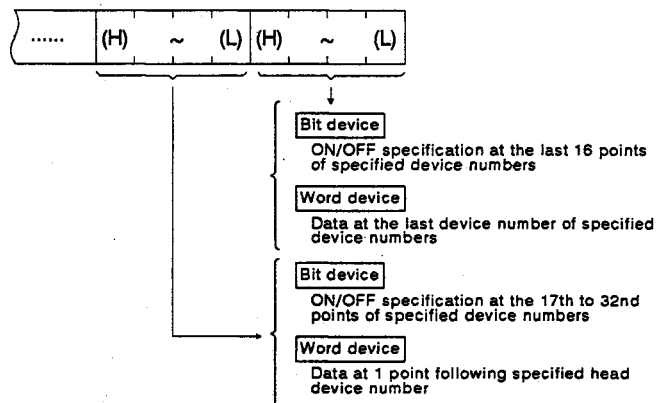 ...... (H) ~ (L) (H) ~ (L)
Bit device
ON/OFF specification at the last 16 points
of specified device numbers
Word device
Data at the last device number of specified
device numbers
Bit device
ON/OFF specification at the 17th to 32nd
points of specified device numbers
Word device
Data at 1 point following specified head
device number